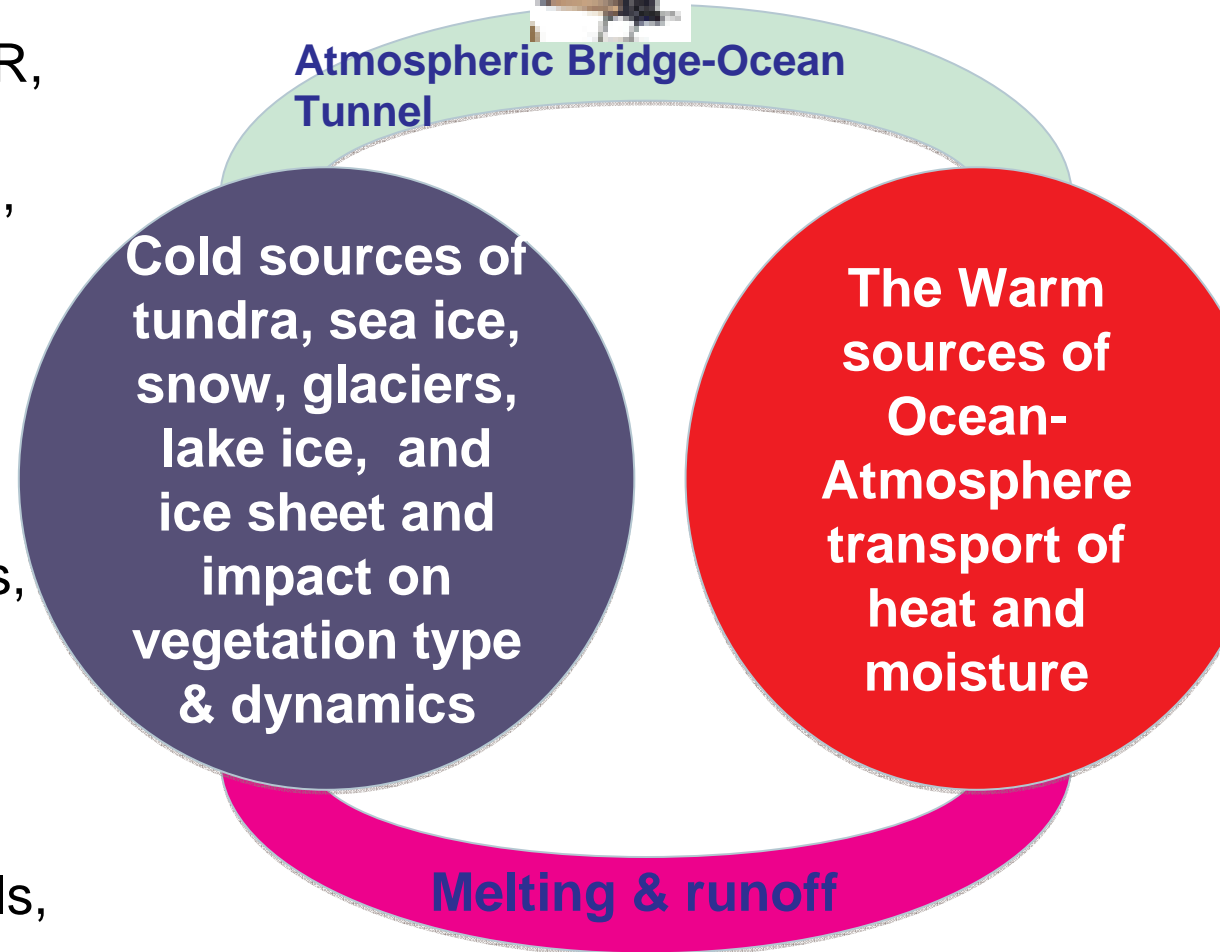 R,
Atmospheric Bridge-Ocean
Tunnel
,
Cold sources of
tundra, sea ice,
snow, glaciers,
lake ice, and
ice sheet and
impact on
vegetation type
& dynamics
The Warm
sources of
Ocean-
Atmosphere
transport of
heat and
moisture
s,
Melting & runoff
ls,